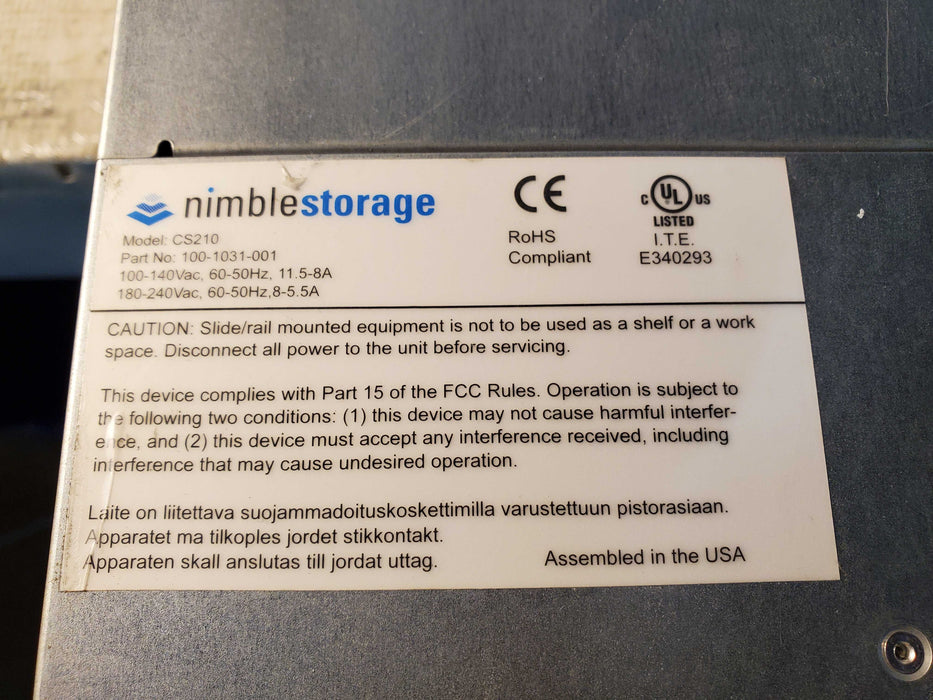 nimblestorage
Model: CS210
Part No: 100-1031-001
100-140Vac, 60-50Hz, 11.5-8A
180-240Vac, 60-50Hz,8-5.5A
CE
RoHS
Compliant
C UL US
LISTED
I.T.E.
E340293
CAUTION: Slide/rail mounted equipment is not to be used as a shelf or a work
space. Disconnect all power to the unit before servicing.
This device complies with Part 15 of the FCC Rules. Operation is subject to
the following two conditions: (1) this device may not cause harmful interfer-
ence, and (2) this device must accept any interference received, including
interference that may cause undesired operation.
Laite on liitettava suojammadoituskoskettimilla varustettuun pistorasiaan.
Apparatet ma tilkoples jordet stikkontakt.
Apparaten skall anslutas till jordat uttag.
Assembled in the USA